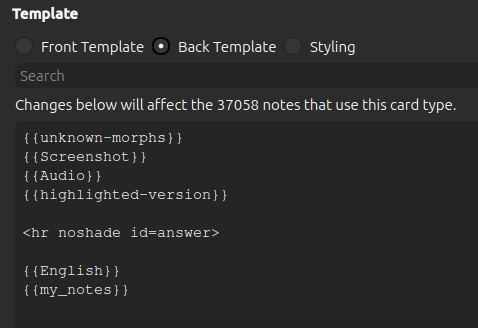 Template
Front Template Back Template Styling
Search
Changes below will affect the 37058 notes that use this card type.
{{unknown-morphs}}
{{Screenshot}}
{{Audio}}
{{highlighted-version}}
<hr noshade id=answer>
{{English}}
{{my_notes}}